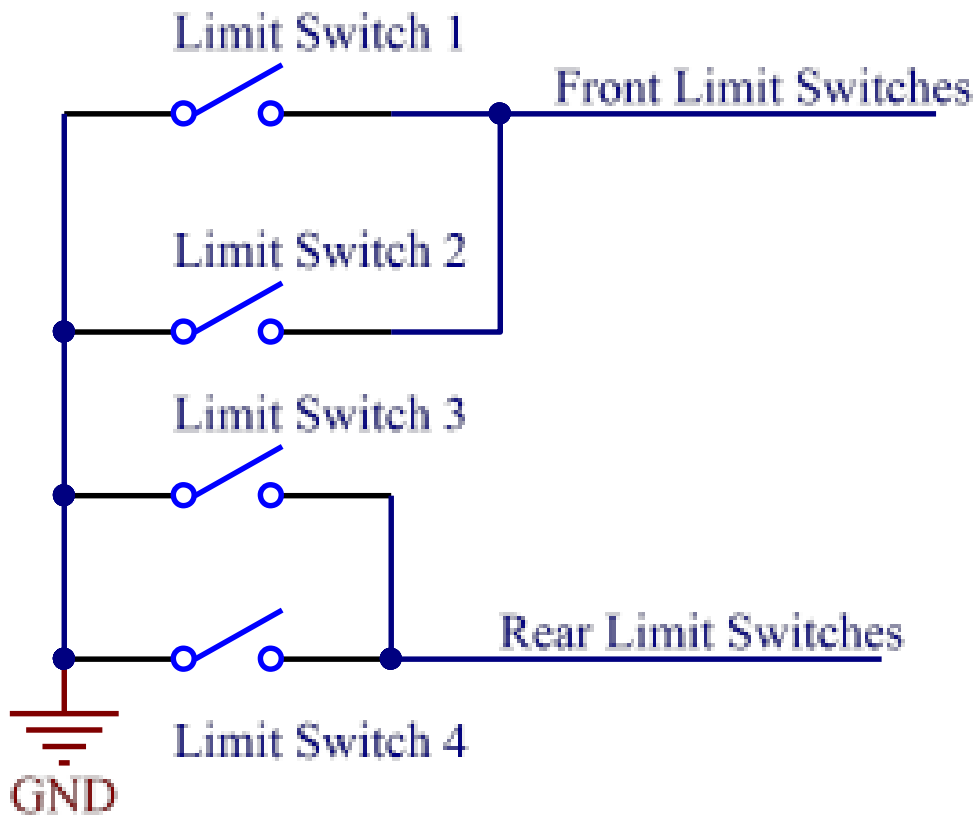 Limit Switch 1
Front Limit Switches
Limit Switch 2
Limit Switch 3
Rear Limit Switches
Limit Switch 4
GND